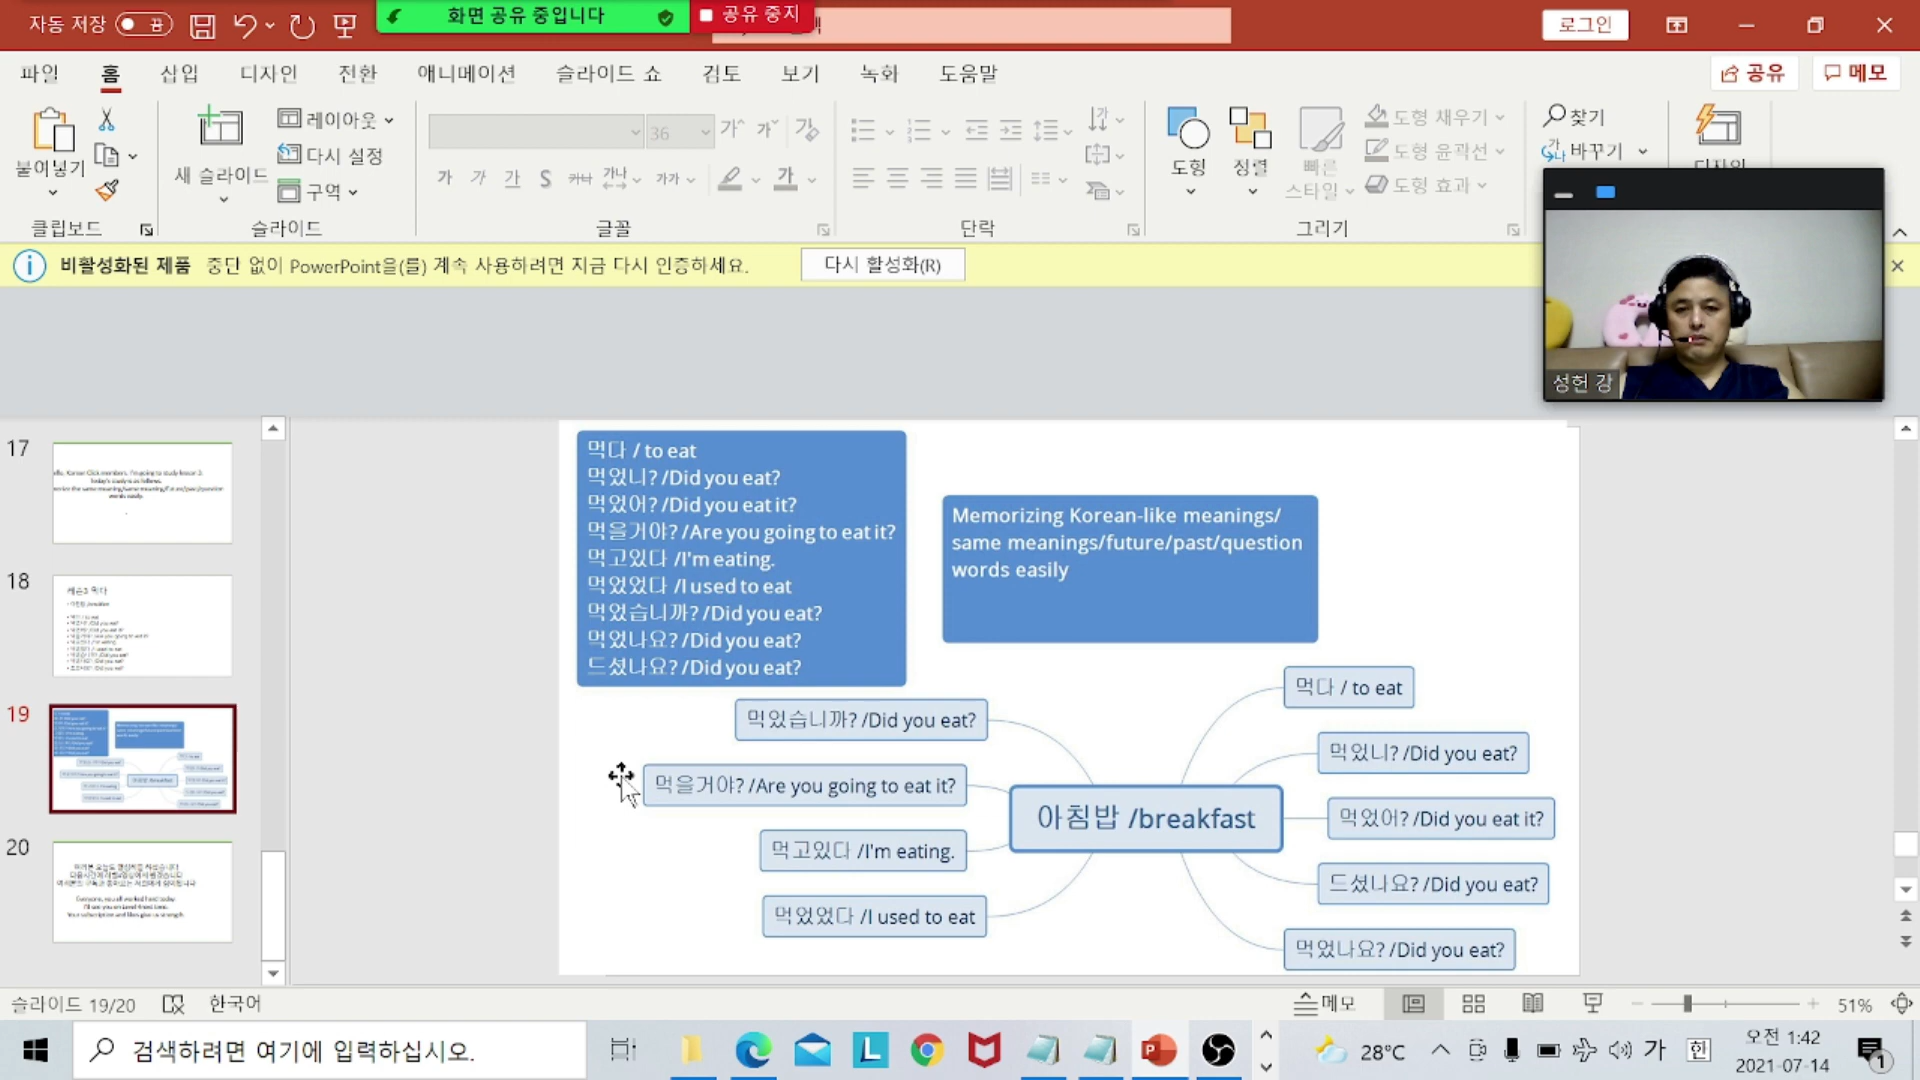 자동 저장
끔
화면 공유 중입니다
공유 중지
로그인
파일 홈 삽입 디자인 전환 애니메이션 슬라이드 쇼 검토 보기 녹화 도움말
공유 메모
붙여넣기
클립보드
새 슬라이드
레이아웃
다시 설정
구역
슬라이드
36
글꼴
단락
도형
정렬
빠른
스타일
도형 채우기
도형 윤곽선
도형 효과
그리기
찾기
바꾸기
비활성화된 제품 중단 없이 PowerPoint을(를) 계속 사용하려면 지금 다시 인증하세요. 다시 활성화(R)
성헌 강
17
18
레슨3 먹다
19
20
먹다 / to eat
먹었니? /Did you eat?
먹었어? /Did you eat it?
먹을거야? /Are you going to eat it?
먹고있다 /I'm eating.
먹었었다 /I used to eat
먹었습니까? /Did you eat?
먹었나요? /Did you eat?
드셨나요? /Did you eat?
Memorizing Korean-like meanings/
same meanings/future/past/question
words easily
먹었습니까? /Did you eat?
먹을거야? /Are you going to eat it?
먹고있다 /I'm eating.
먹었었다 /I used to eat
아침밥 /breakfast
먹다 / to eat
먹었니? /Did you eat?
먹었어? /Did you eat it?
드셨나요? /Did you eat?
먹었나요? /Did you eat?
슬라이드 19/20 한국어
메모
51%
검색하려면 여기에 입력하십시오.
28°C
가
한
오전 1:42
2021-07-14
1